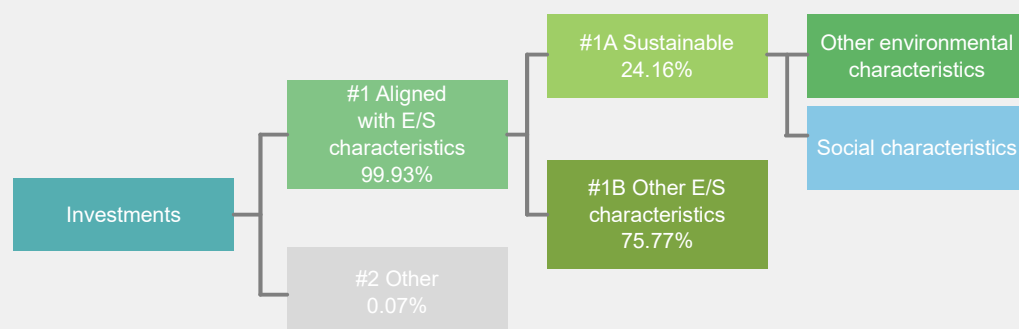 Investments
#1 Aligned
with E/S
characteristics
99.93%
#2 Other
0.07%
#1A Sustainable
24.16%
#1B Other E/S
characteristics
75.77%
Other environmental
characteristics
Social characteristics